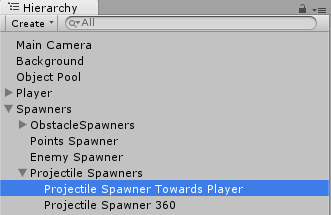 Hierarchy
Create All
Main Camera
Background
Object Pool
Player
Spawners
ObstacleSpawners
Points Spawner
Enemy Spawner
Projectile Spawners
Projectile Spawner Towards Player
Projectile Spawner 360